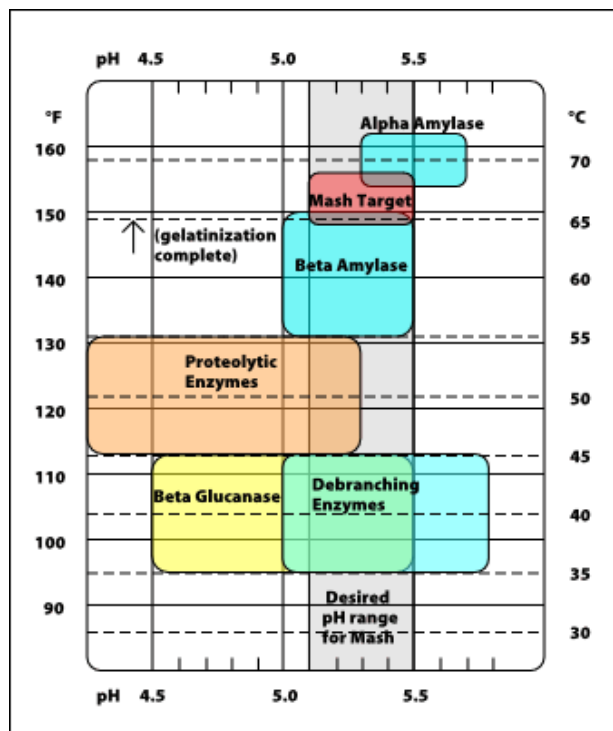 pH 4.5 5.0 5.5
°F
°C
Alpha Amylase
160
70
Mash Target
150
65
(gelatinization
complete)
Beta Amylase
140
60
130
55
Proteolytic
Enzymes
120
50
110
45
Beta Glucanase
Debranching
Enzymes
40
100
35
Desired
pH range
for Mash
90
30
pH 4.5 5.0 5.5